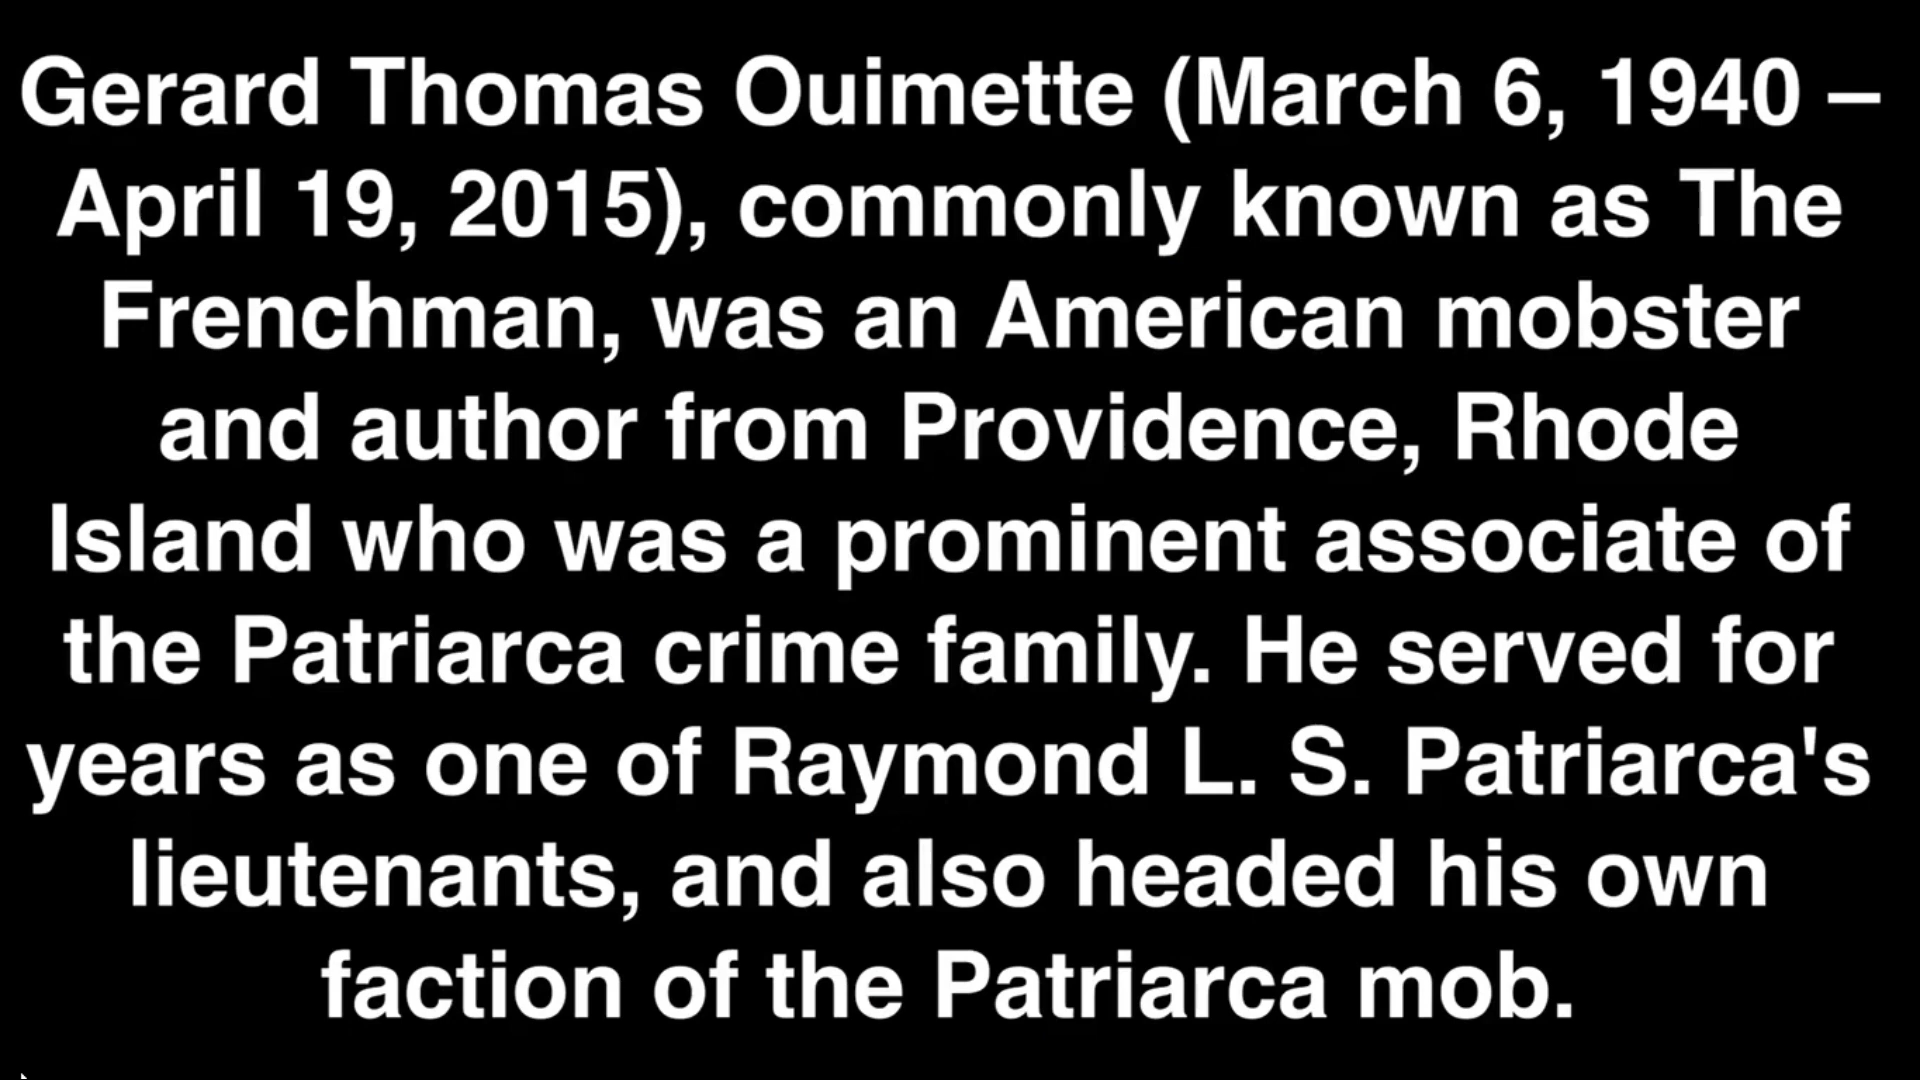 Gerard Thomas Ouimette (March 6, 1940 –
April 19, 2015), commonly known as The
Frenchman, was an American mobster
and author from Providence, Rhode
Island who was a prominent associate of
the Patriarca crime family. He served for
years as one of Raymond L. S. Patriarca's
lieutenants, and also headed his own
faction of the Patriarca mob.